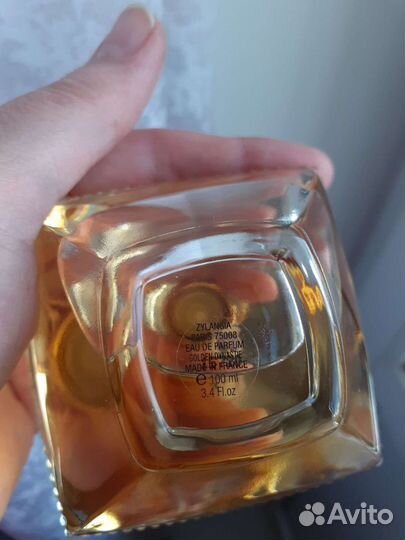 ZYLANGIA
PARIS 75008
EAU DE PARFUM
GOLDEN DYNASTIE
MADE IN FRANCE
e 100 ml
3.4 Fl.oz
Avito